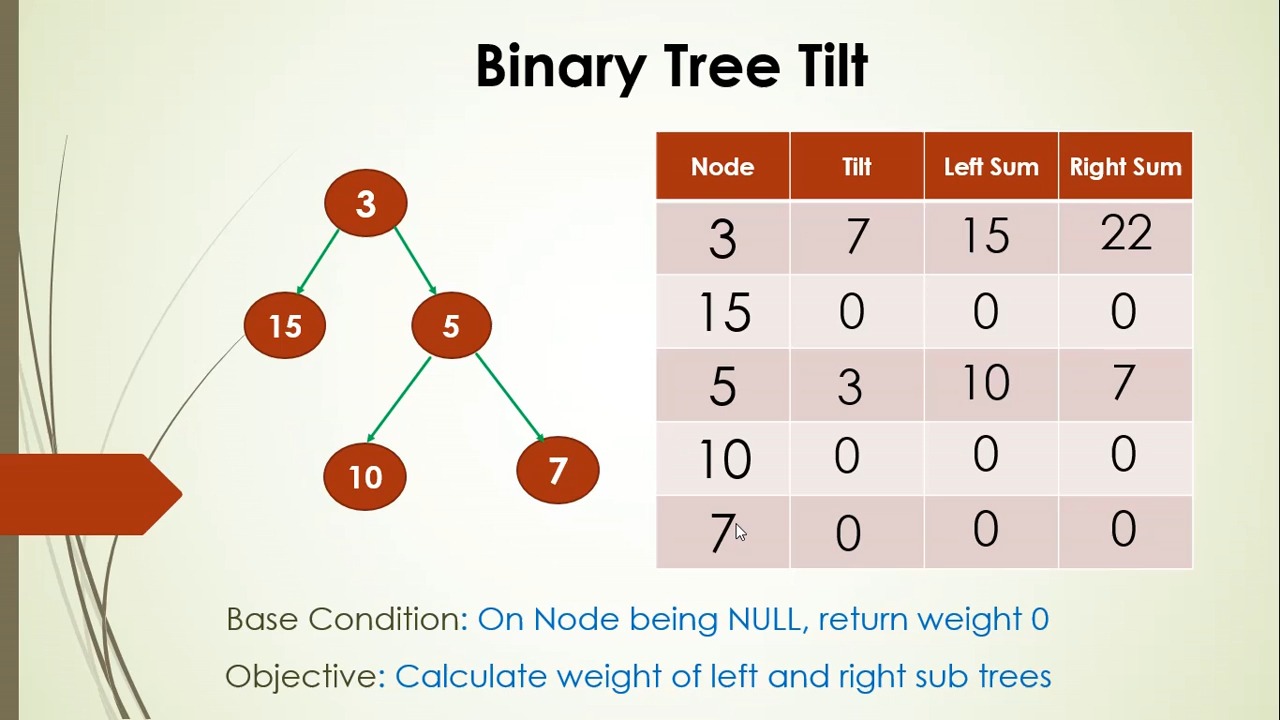 Binary Tree Tilt
3
15 5
10 7
Node Tilt Left Sum Right Sum
3 7 15 22
15 0 0 0
5 3 10 7
10 0 0 0
7 0 0 0
Base Condition: On Node being NULL, return weight 0
Objective: Calculate weight of left and right sub trees